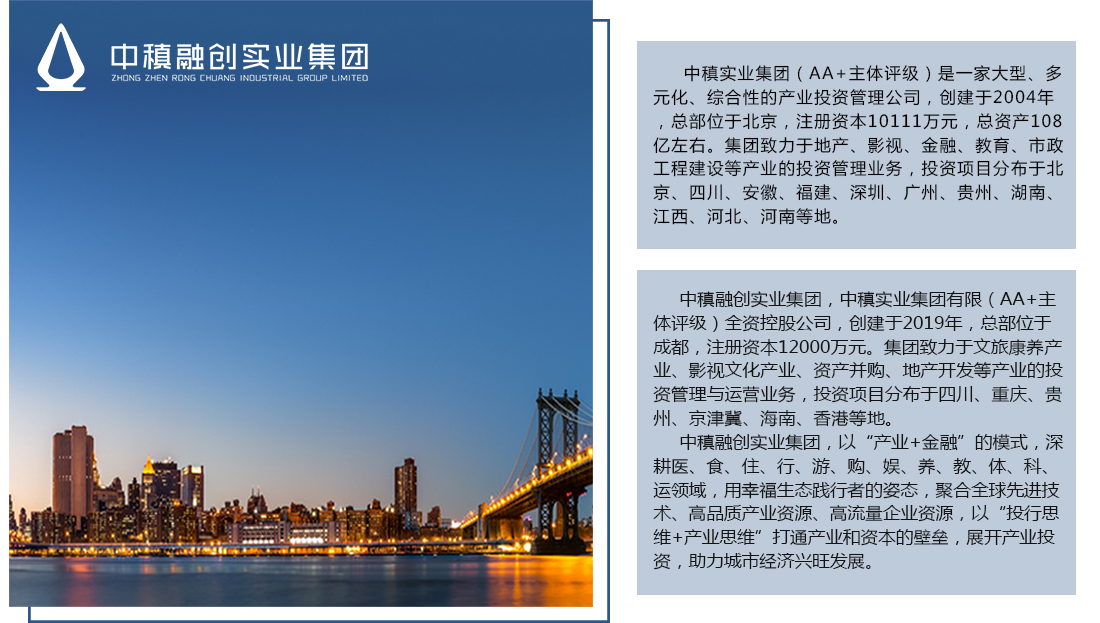 中稹融创实业集团
ZHONG ZHEN RONG CHUANG INDUSTRIAL GROUP LIMITED
中稹实业集团（AA+主体评级）是一家大型、多
元化、综合性的产业投资管理公司，创建于2004年
，总部位于北京，注册资本10111万元，总资产108
亿左右。集团致力于地产、影视、金融、教育、市政
工程建设等产业的投资管理业务，投资项目分布于北
京、四川、安徽、福建、深圳、广州、贵州、湖南、
江西、河北、河南等地。
中稹融创实业集团，中稹实业集团有限（AA+主
体评级）全资控股公司，创建于2019年，总部位于
成都，注册资本12000万元。集团致力于文旅康养产
业、影视文化产业、资产并购、地产开发等产业的投
资管理与运营业务，投资项目分布于四川、重庆、贵
州、京津冀、海南、香港等地。
中稹融创实业集团，以“产业+金融”的模式，深
耕医、食、住、行、游、购、娱、养、教、体、科、
运领域，用幸福生态践行者的姿态，聚合全球先进技
术、高品质产业资源、高流量企业资源，以“投行思
维+产业思维”打通产业和资本的壁垒，展开产业投
资，助力城市经济兴旺发展。